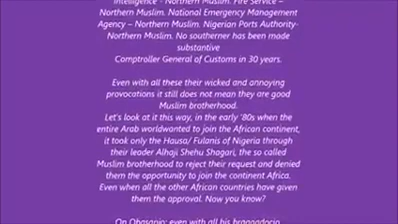 Intelligence - Northern Muslim. Fire Service –
Northern Muslim. National Emergency Management
Agency – Northern Muslim. Nigerian Ports Authority-
Northern Muslim. No southerner has been made
substantive
Comptroller General of Customs in 30 years.
Even with all these their wicked and annoying
provocations it still does not mean they are good
Muslim brotherhood.
Let's look at it this way, in the early '80s when the
entire Arab worldwanted to join the African continent,
it took only the Hausa/ Fulanis of Nigeria through
their leader Alhaji Shehu Shagari, the so called
Muslim brotherhood to reject their request and denied
them the opportunity to join the continent Africa.
Even when all the other African countries have given
them the approval. Now you know?
On Obasanjo: even with all his braggadocio